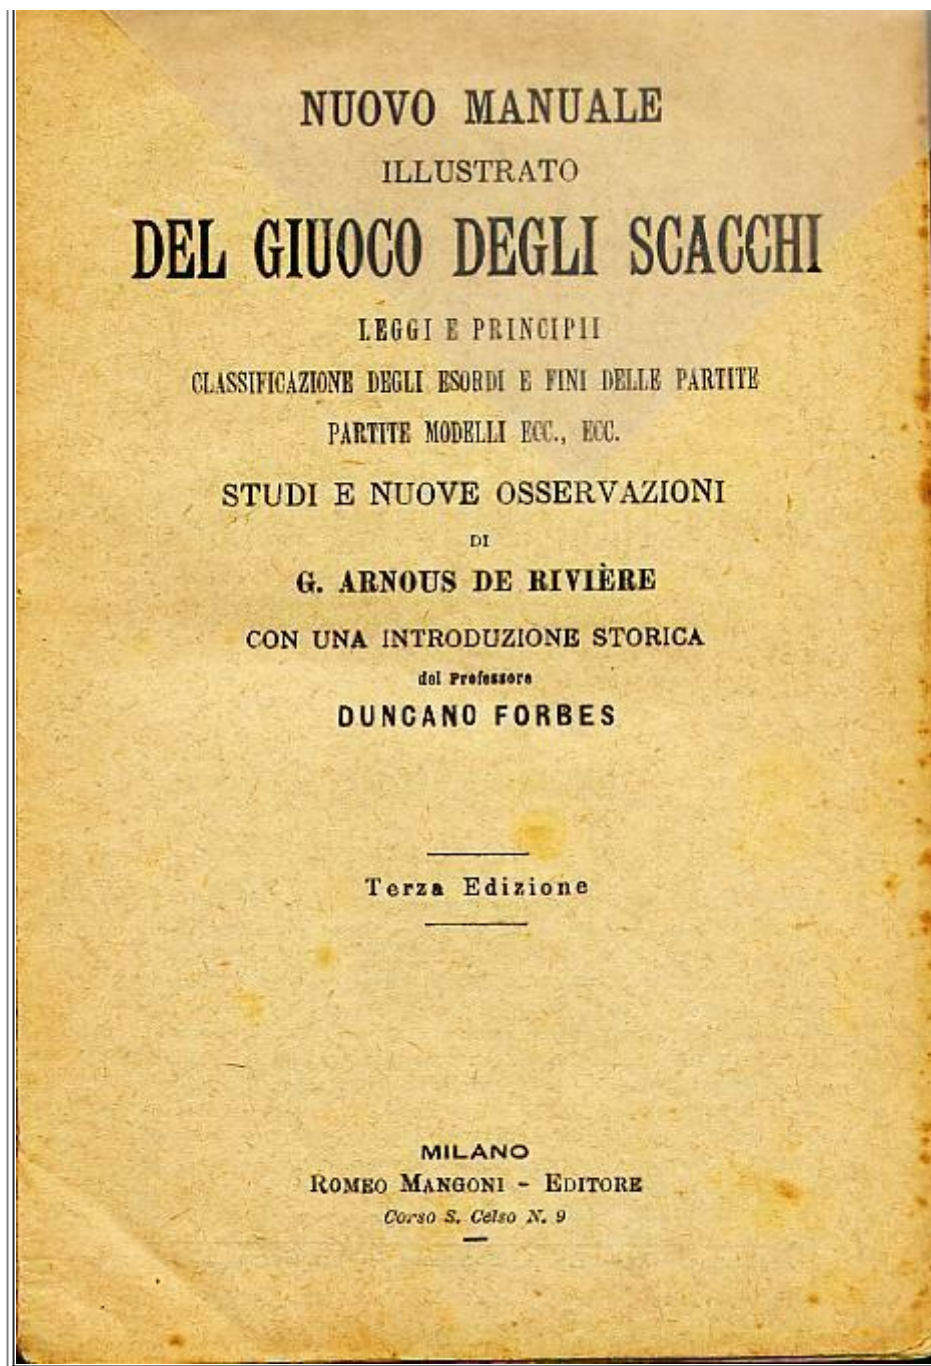 NUOVO MANUALE
ILLUSTRATO
DEL GIUOCO DEGLI SCACCHI
LEGGI E PRINCIPII
CLASSIFICAZIONE DEGLI ESORDI E FINI DELLE PARTITE
PARTITE MODELLI ECC., ECC.
STUDI E NUOVE OSSERVAZIONI
DI
G. ARNOUS DE RIVIÈRE
CON UNA INTRODUZIONE STORICA
del Professore
DUNCANO FORBES
Terza Edizione
MILANO
ROMEO MANGONI - EDITORE
Corso S. Celso N. 9